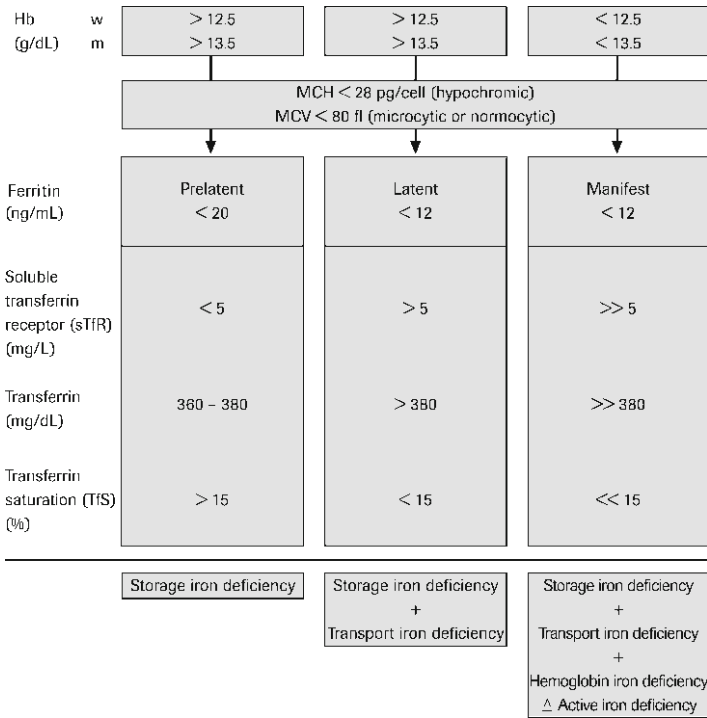 Hb w > 12.5 > 12.5 < 12.5
(g/dL) m > 13.5 > 13.5 < 13.5
MCH < 28 pg/cell (hypochromic)
MCV < 80 fl (microcytic or normocytic)
Ferritin
(ng/mL)
Prelatent Latent Manifest
< 20 < 12 < 12
Soluble
transferrin
receptor (sTfR)
(mg/L)
< 5 > 5 >> 5
Transferrin
(mg/dL)
360 – 380 > 380 >> 380
Transferrin
saturation (TfS)
(%)
> 15 < 15 << 15
Storage iron deficiency
Storage iron deficiency
+
Transport iron deficiency
Storage iron deficiency
+
Transport iron deficiency
+
Hemoglobin iron deficiency
≙ Active iron deficiency